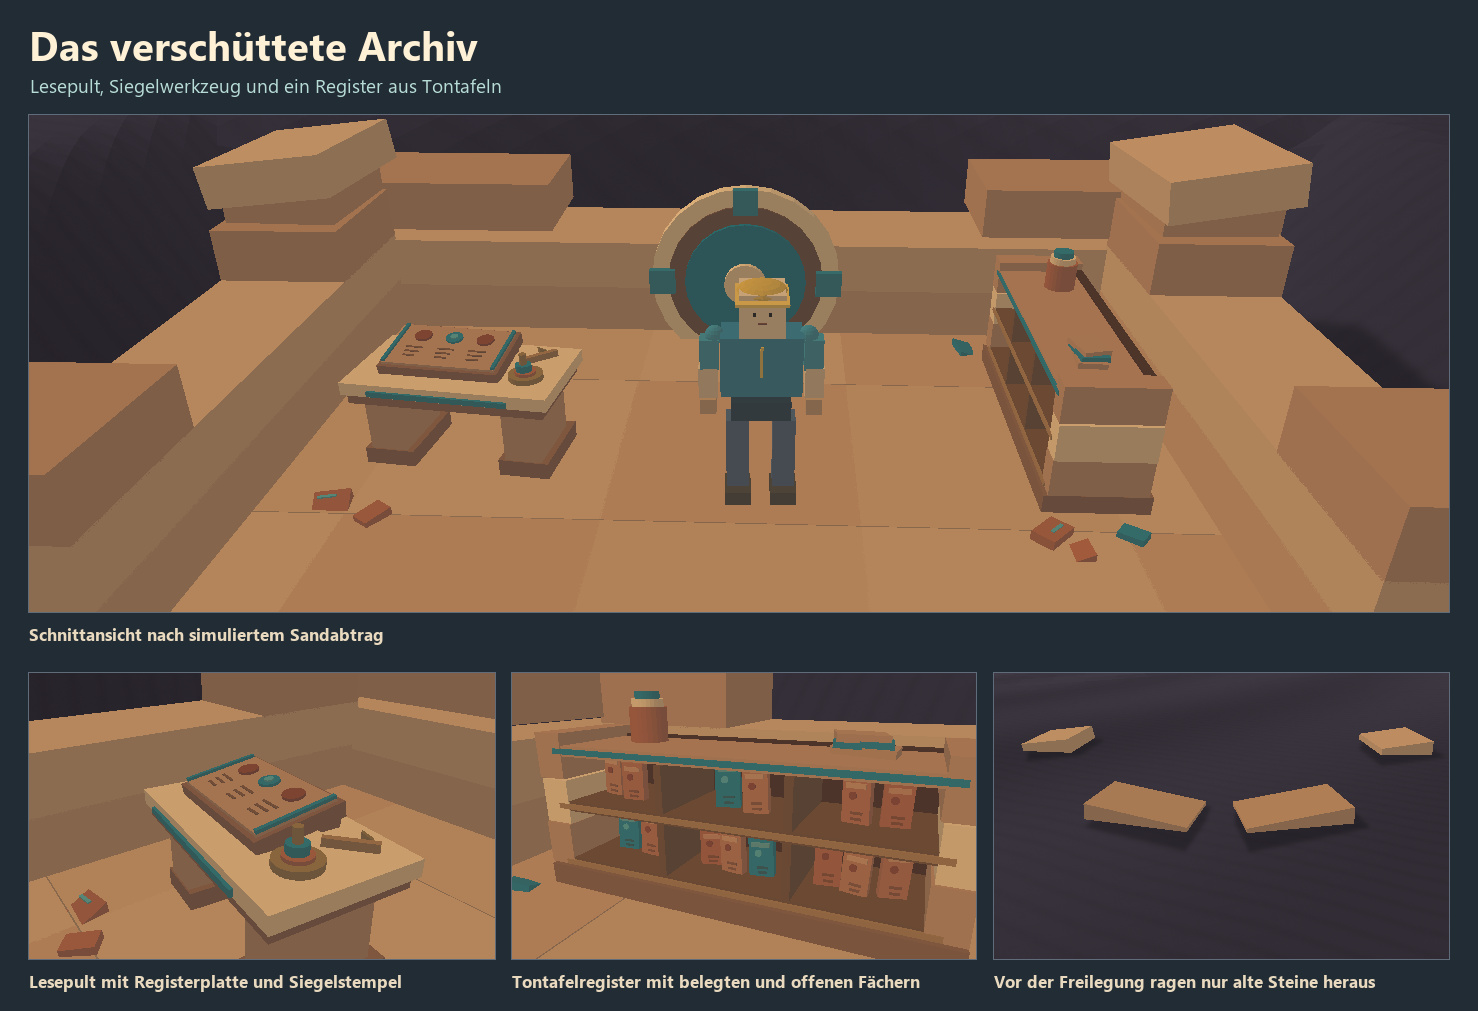 Das verschüttete Archiv
Lesepult, Siegelwerkzeug und ein Register aus Tontafeln
Schnittansicht nach simuliertem Sandabtrag
Lesepult mit Registerplatte und Siegelstempel
Tontafelregister mit belegten und offenen Fächern
Vor der Freilegung ragen nur alte Steine heraus